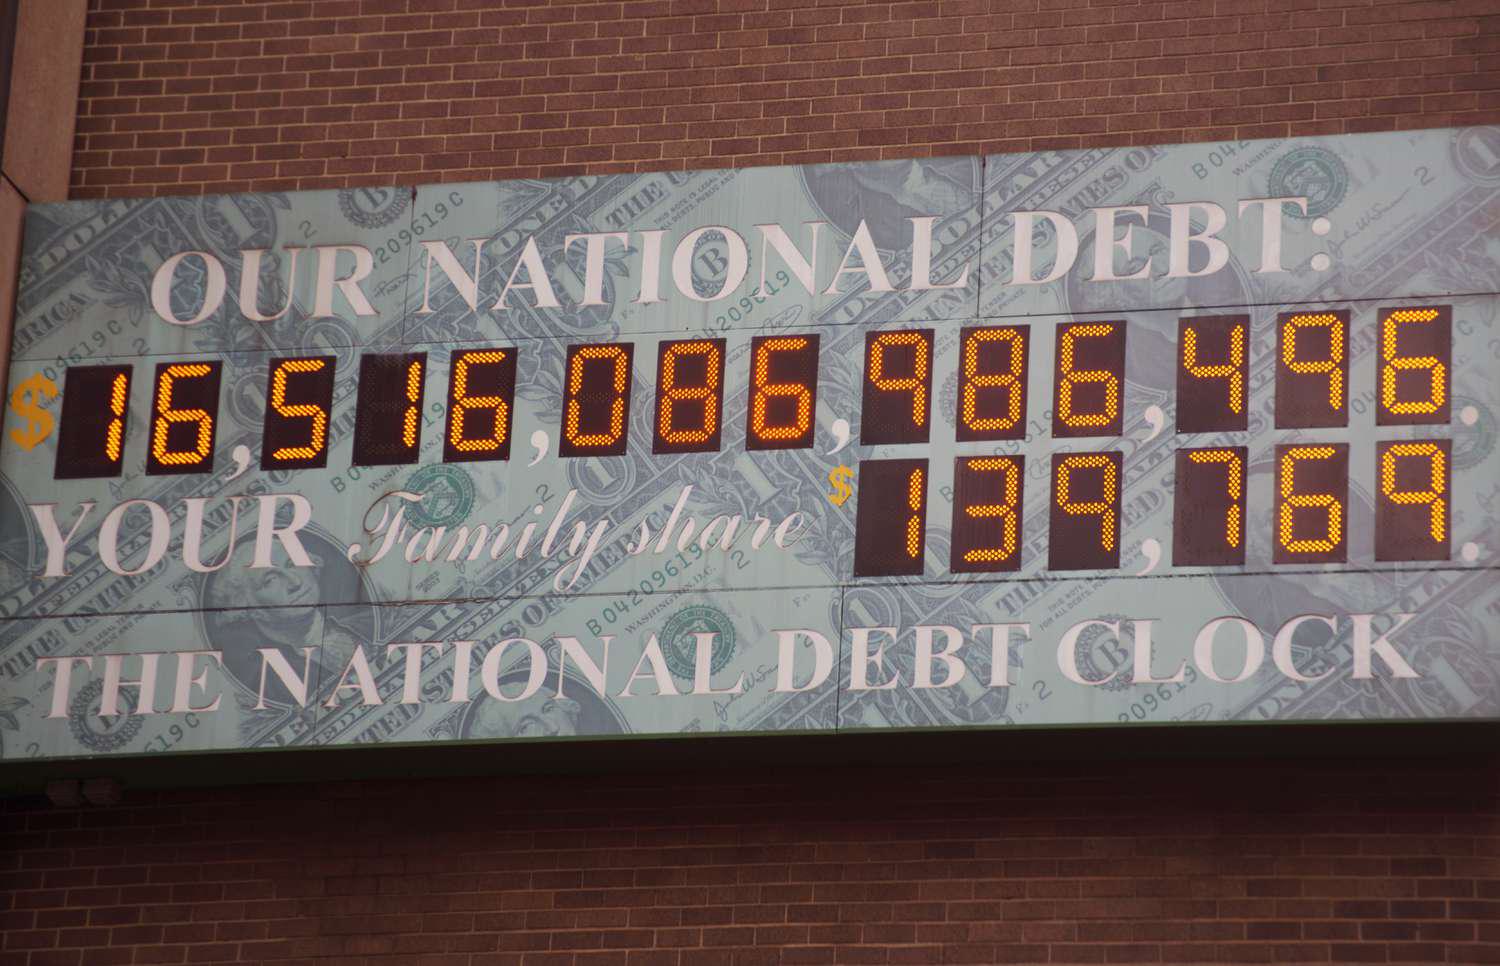 OUR NATIONAL DEBT:
$16,516,086,986,496.
YOUR Family share $139,769.
THE NATIONAL DEBT CLOCK